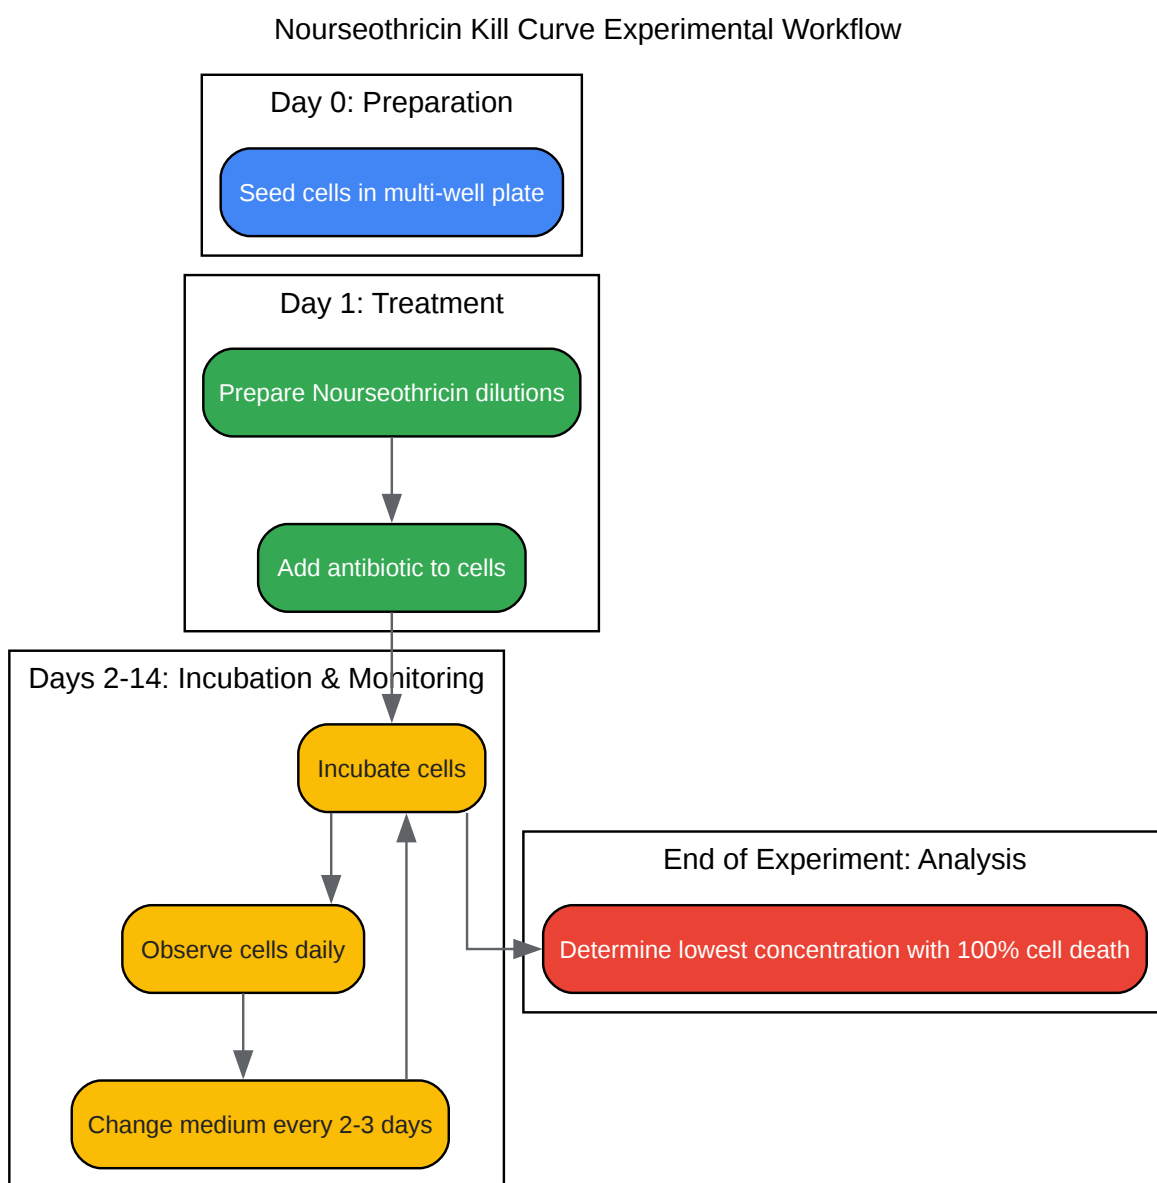 Nourseothricin Kill Curve Experimental Workflow
Day 0: Preparation
Seed cells in multi-well plate
Day 1: Treatment
Prepare Nourseothricin dilutions
Add antibiotic to cells
Days 2-14: Incubation & Monitoring
Incubate cells
Observe cells daily
Change medium every 2-3 days
End of Experiment: Analysis
Determine lowest concentration with 100% cell death